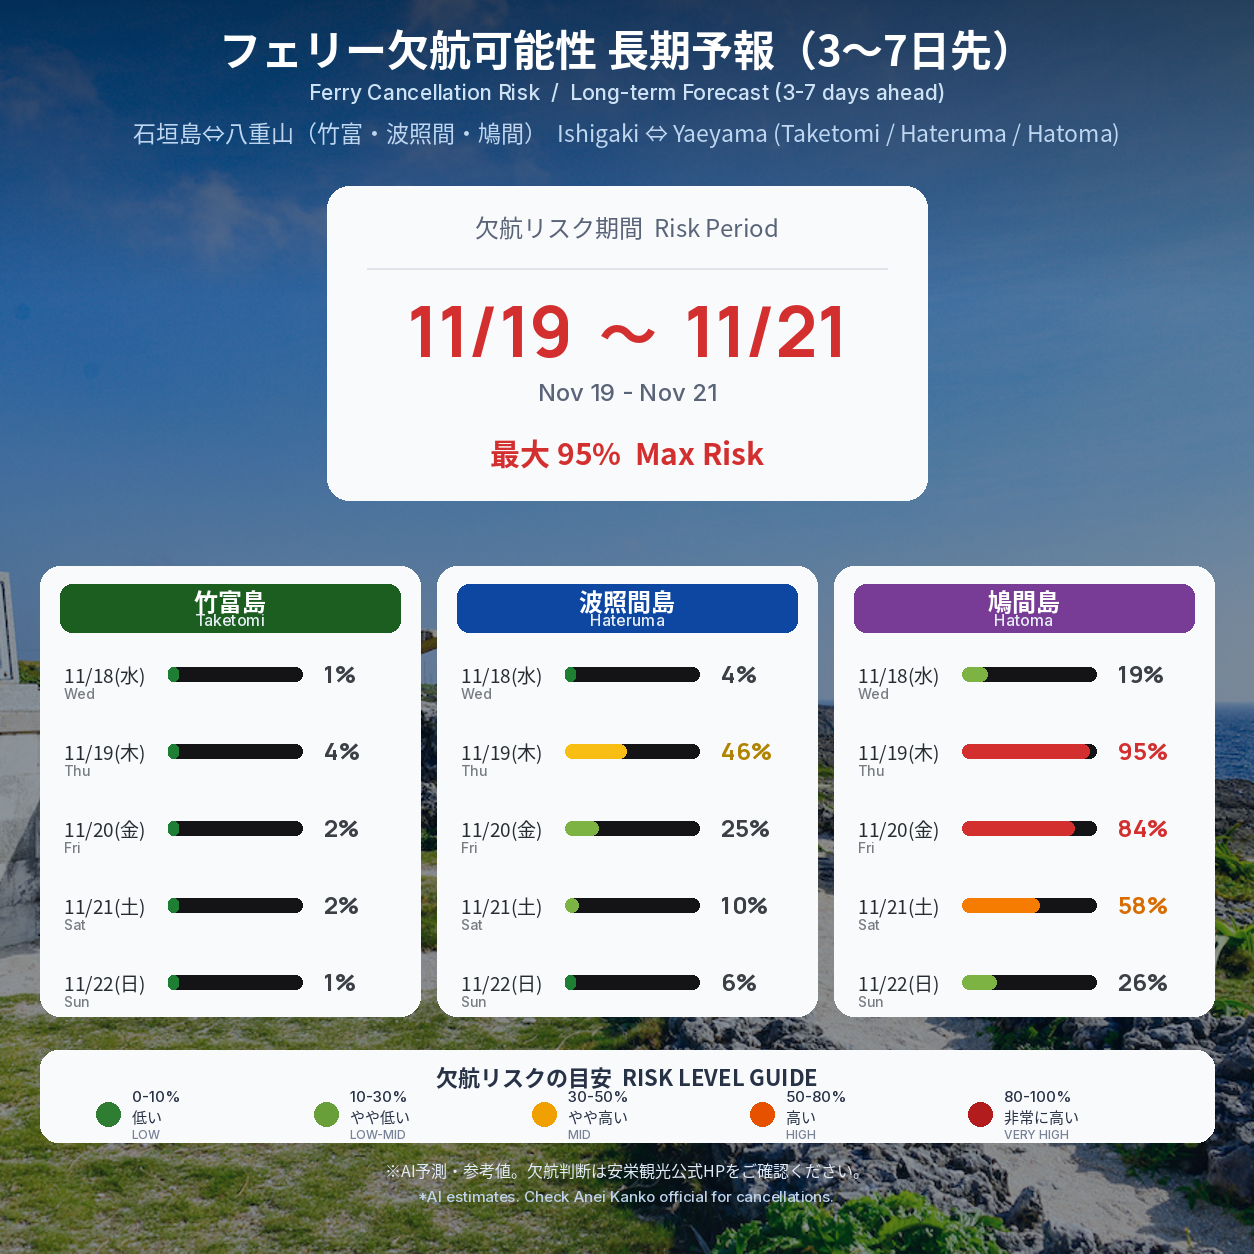 フェリー欠航可能性 長期予報（3〜7日先）
Ferry Cancellation Risk / Long-term Forecast (3-7 days ahead)
石垣島⇔八重山（竹富・波照間・鳩間） Ishigaki ⇔ Yaeyama (Taketomi / Hateruma / Hatoma)
欠航リスク期間 Risk Period
11/19 〜 11/21
Nov 19 - Nov 21
最大 95% Max Risk
竹富島
Taketomi
11/18(水) 1%
Wed
11/19(木) 4%
Thu
11/20(金) 2%
Fri
11/21(土) 2%
Sat
11/22(日) 1%
Sun
波照間島
Hateruma
11/18(水) 4%
Wed
11/19(木) 46%
Thu
11/20(金) 25%
Fri
11/21(土) 10%
Sat
11/22(日) 6%
Sun
鳩間島
Hatoma
11/18(水) 19%
Wed
11/19(木) 95%
Thu
11/20(金) 84%
Fri
11/21(土) 58%
Sat
11/22(日) 26%
Sun
欠航リスクの目安 RISK LEVEL GUIDE
0-10%
低い
LOW
10-30%
やや低い
LOW-MID
30-50%
やや高い
MID
50-80%
高い
HIGH
80-100%
非常に高い
VERY HIGH
※AI予測・参考値。欠航判断は安栄観光公式HPをご確認ください。
*AI estimates. Check Anei Kanko official for cancellations.